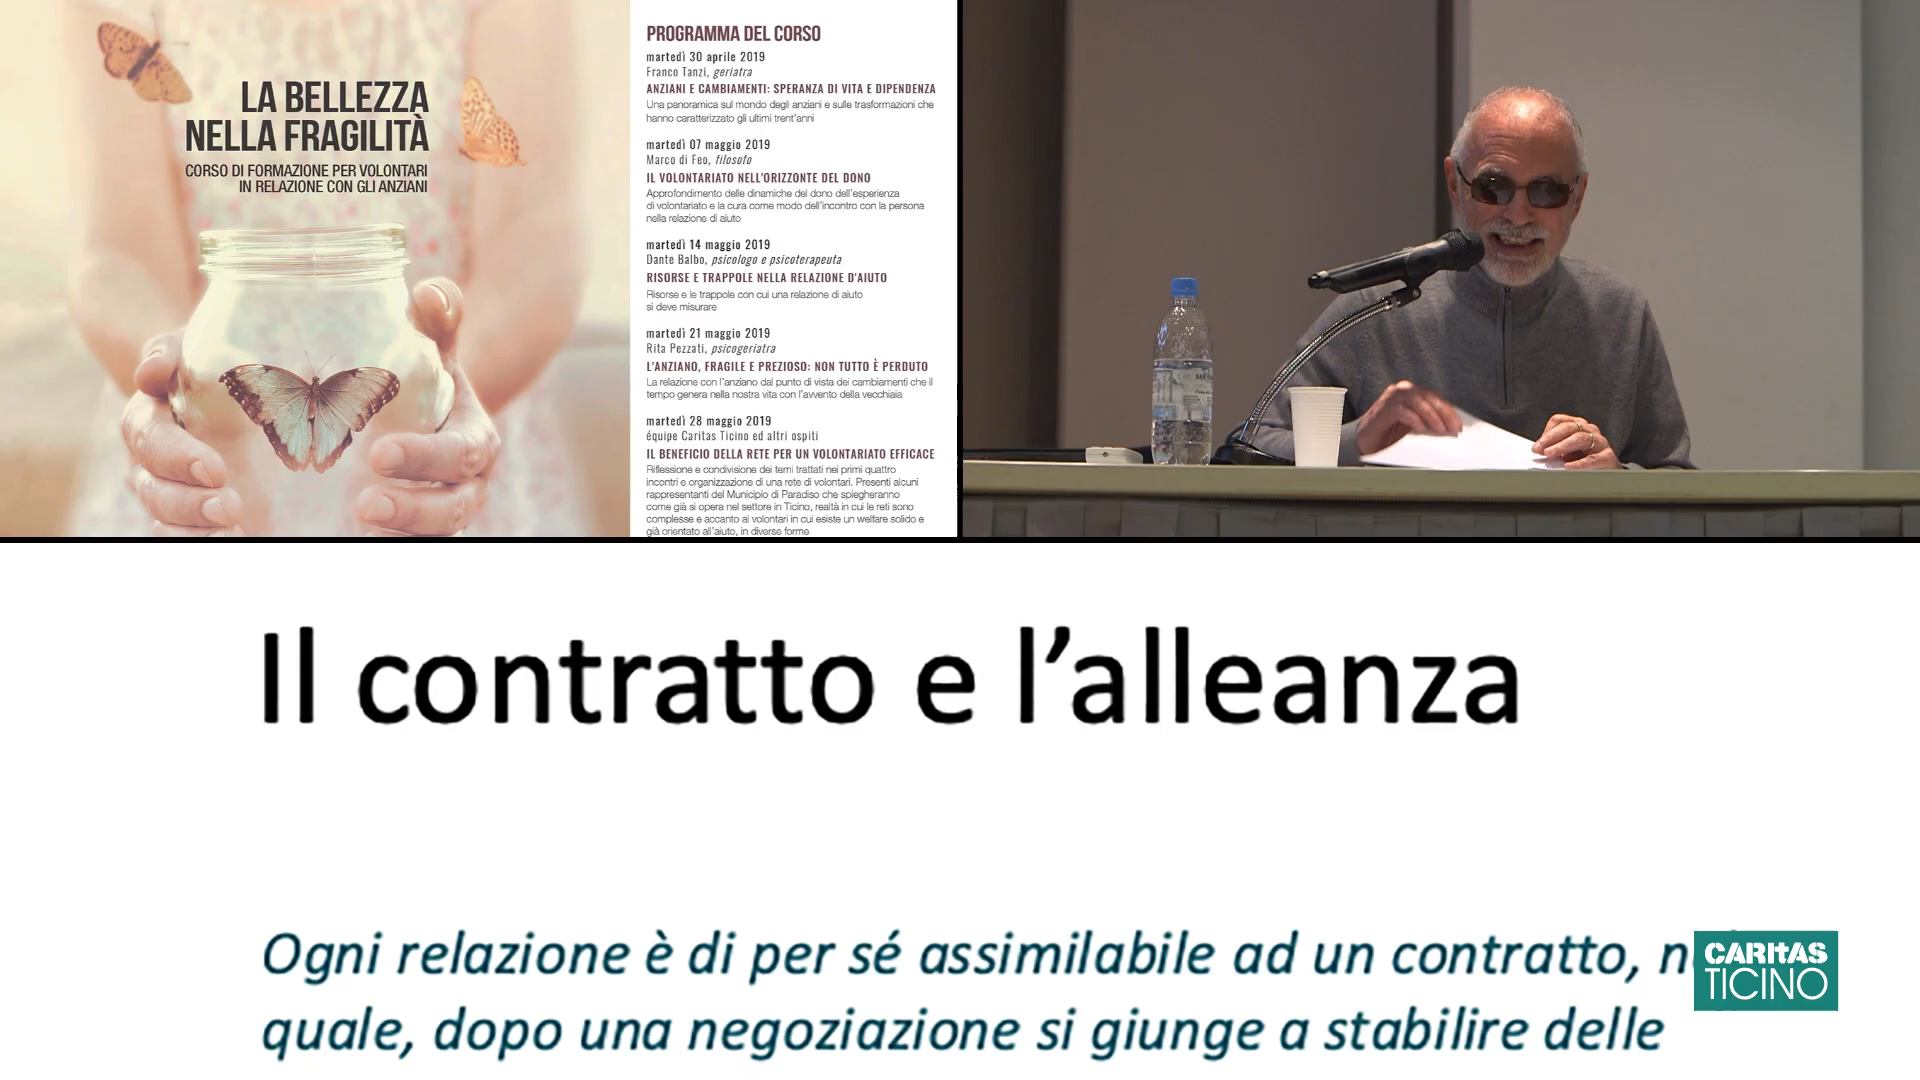 LA BELLEZZA
NELLA FRAGILITÀ
CORSO DI FORMAZIONE PER VOLONTARI
IN RELAZIONE CON GLI ANZIANI
PROGRAMMA DEL CORSO
martedì 30 aprile 2019
Franco Tanzi, geriatra
ANZIANI E CAMBIAMENTI: SPERANZA DI VITA E DIPENDENZA
Una panoramica sul mondo degli anziani e sulle trasformazioni che
hanno caratterizzato gli ultimi trent'anni
martedì 07 maggio 2019
Marco di Feo, filosofo
IL VOLONTARIATO NELL'ORIZZONTE DEL DONO
Approfondimento delle dinamiche del dono dell'esperienza
di volontariato e la cura come modo dell'incontro con la persona
nella relazione di aiuto
martedì 14 maggio 2019
Dante Balbo, psicologo e psicoterapeuta
RISORSE E TRAPPOLE NELLA RELAZIONE D'AIUTO
Risorse e le trappole con cui una relazione di aiuto
si deve misurare
martedì 21 maggio 2019
Rita Pezzati, psicogeriatra
L'ANZIANO, FRAGILE E PREZIOSO: NON TUTTO È PERDUTO
La relazione con l'anziano dal punto di vista dei cambiamenti che il
tempo genera nella nostra vita con l'avvento della vecchiaia
martedì 28 maggio 2019
équipe Caritas Ticino ed altri ospiti
IL BENEFICIO DELLA RETE PER UN VOLONTARIATO EFFICACE
Riflessione e condivisione dei temi trattati nei primi quattro
incontri e organizzazione di una rete di volontari. Presenti alcuni
rappresentanti del Municipio di Paradiso che spiegheranno
come già si opera nel settore in Ticino, realtà in cui le reti sono
complesse e accanto ai volontari in cui esiste un welfare solido e
già orientato all'aiuto, in diverse forme
Il contratto e l'alleanza
Ogni relazione è di per sé assimilabile ad un contratto,
quale, dopo una negoziazione si giunge a stabilire delle
CARITAS
TICINO